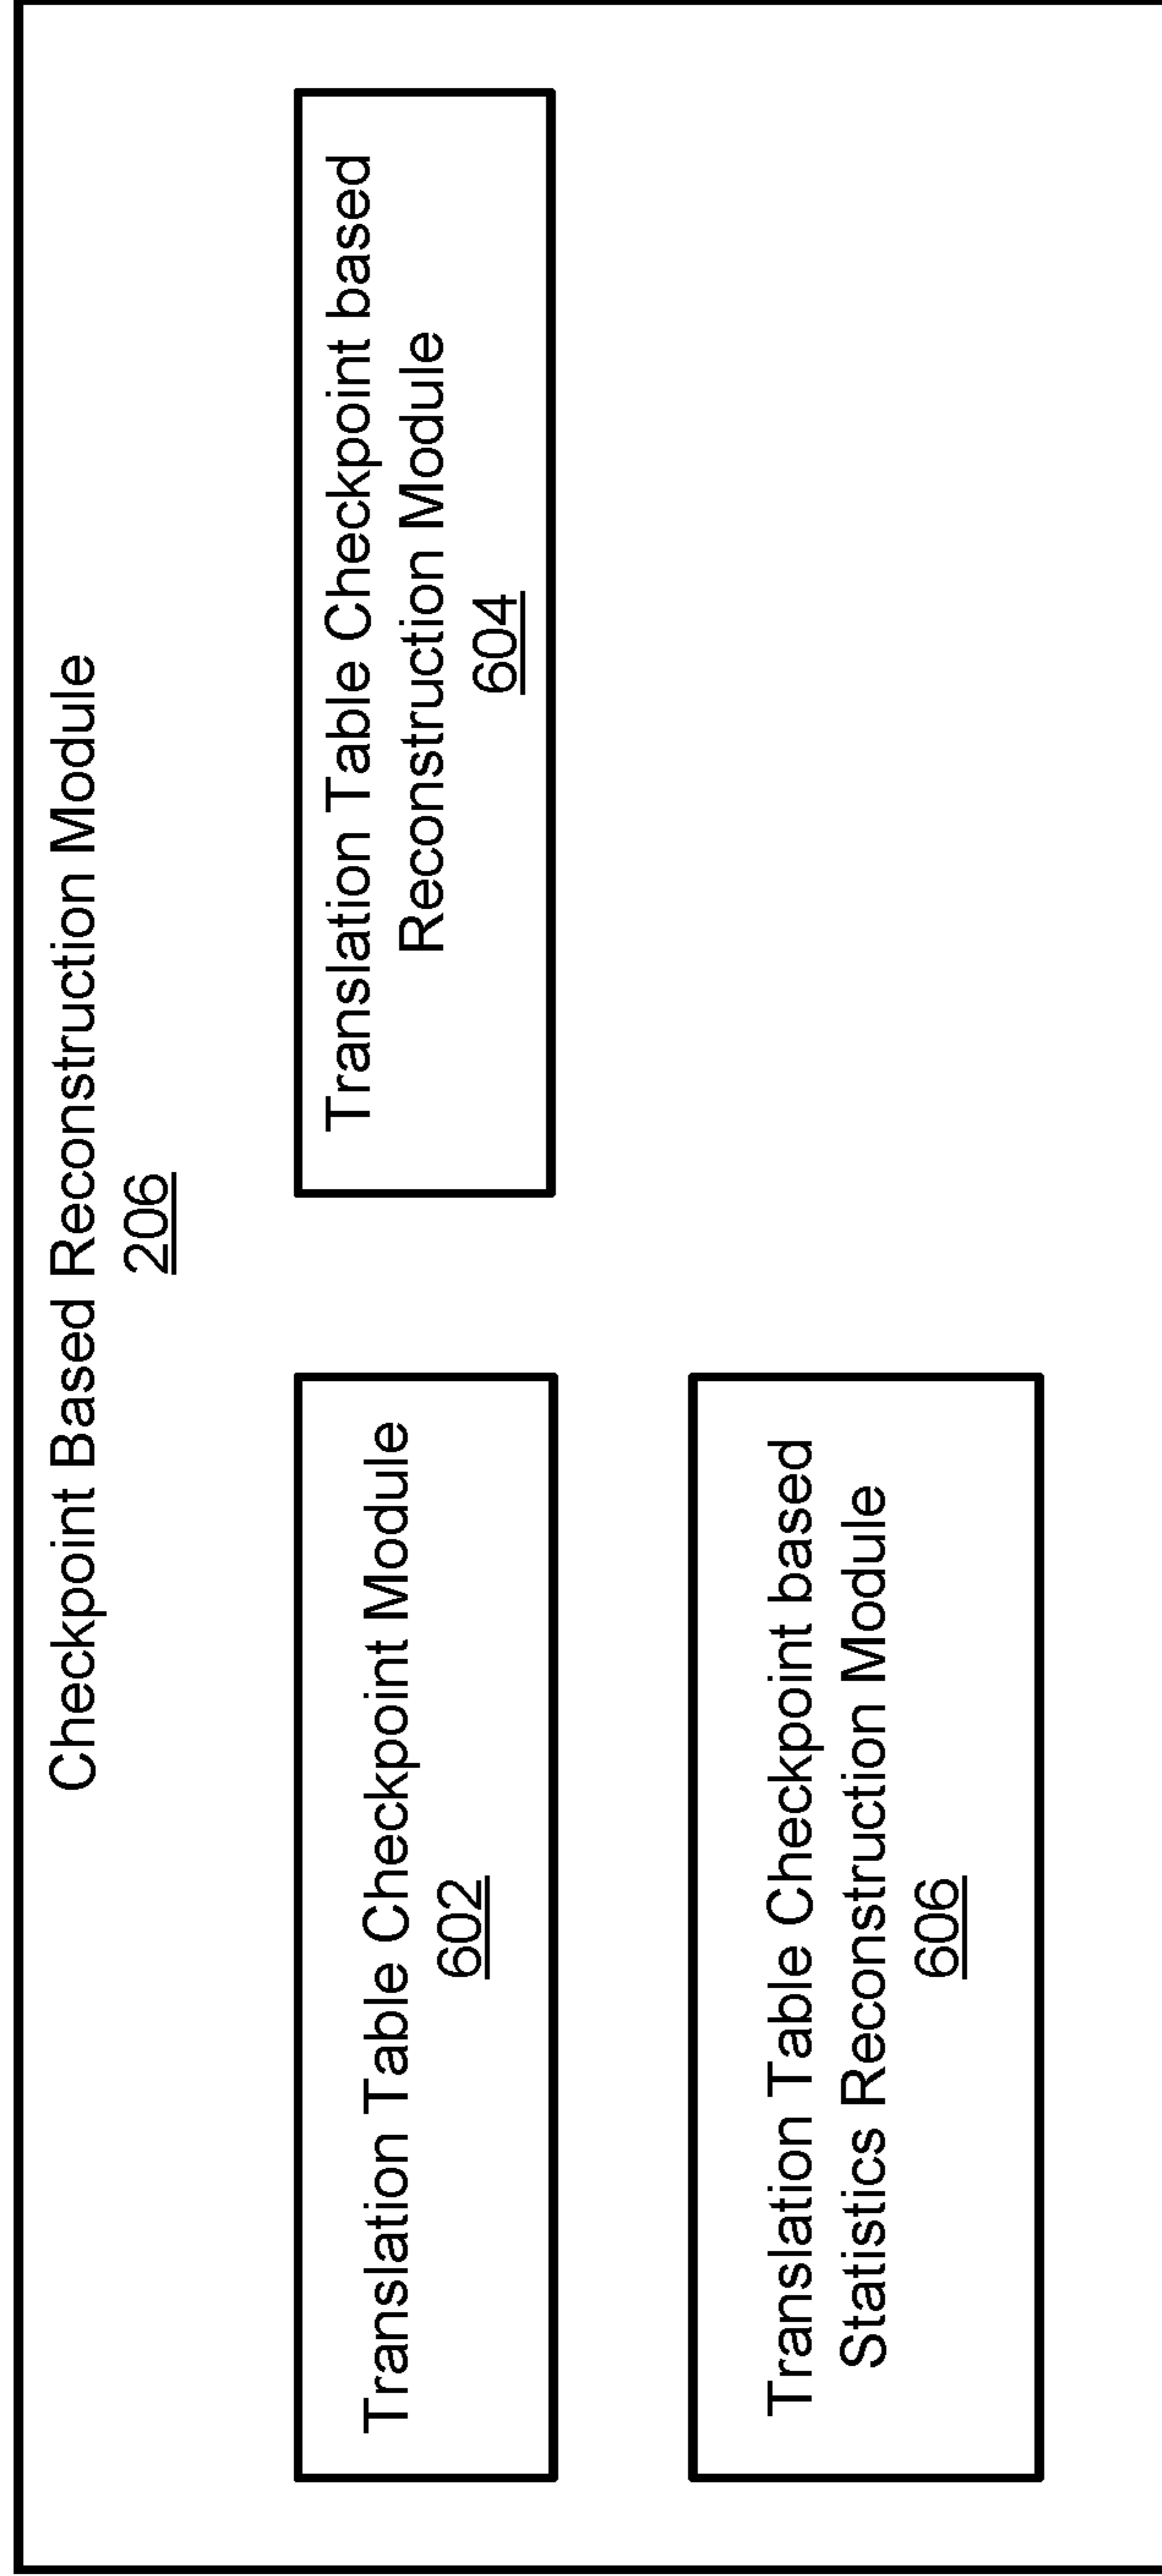 Checkpoint Based Reconstruction Module
206
Translation Table Checkpoint Module
602
Translation Table Checkpoint based
Reconstruction Module
604
Translation Table Checkpoint based
Statistics Reconstruction Module
606